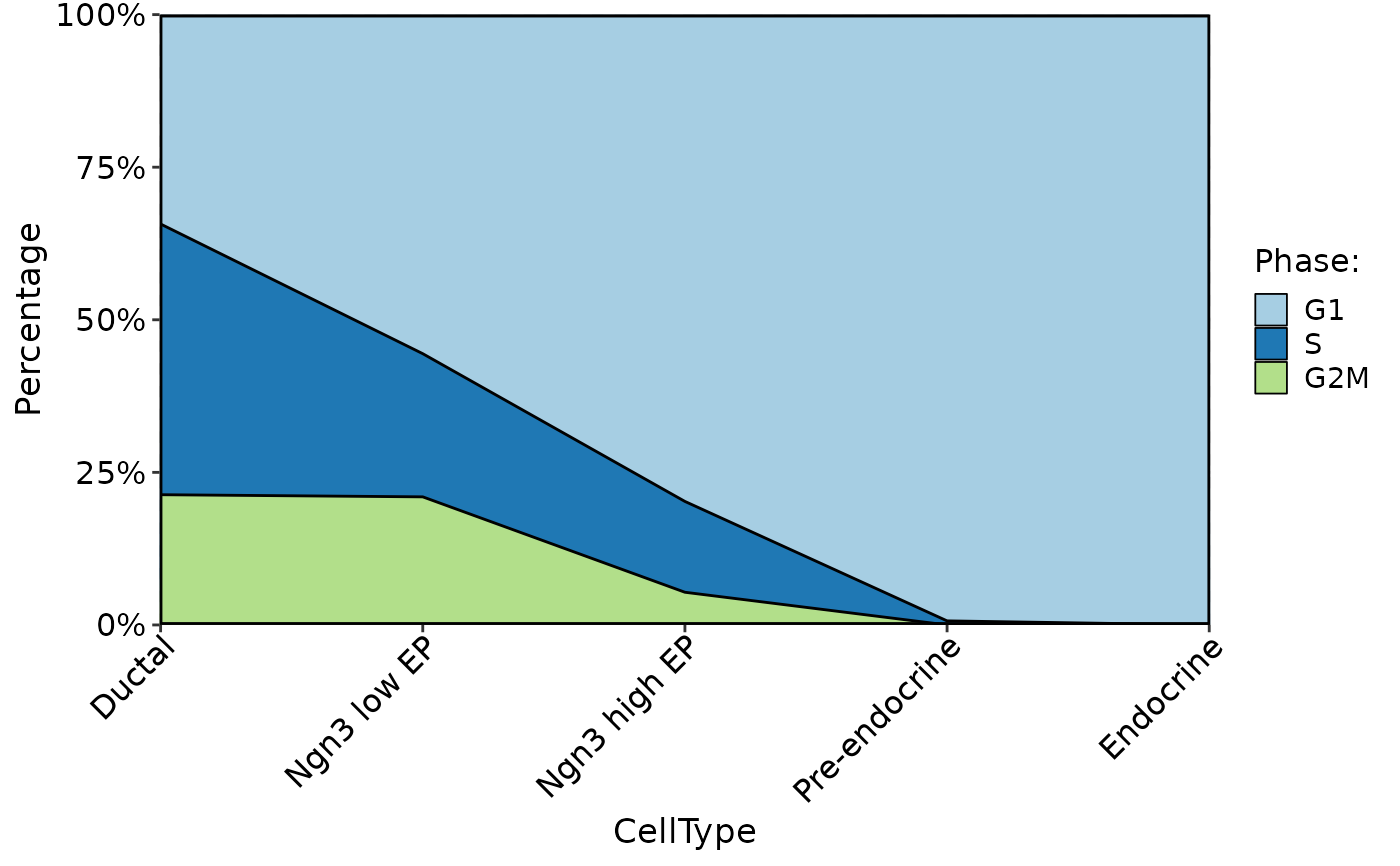 100%
75%
50%
25%
0%
Percentage
Ductal
Ngn3 low EP
Ngn3 high EP
Pre-endocrine
Endocrine
CellType
Phase:
G1
S
G2M